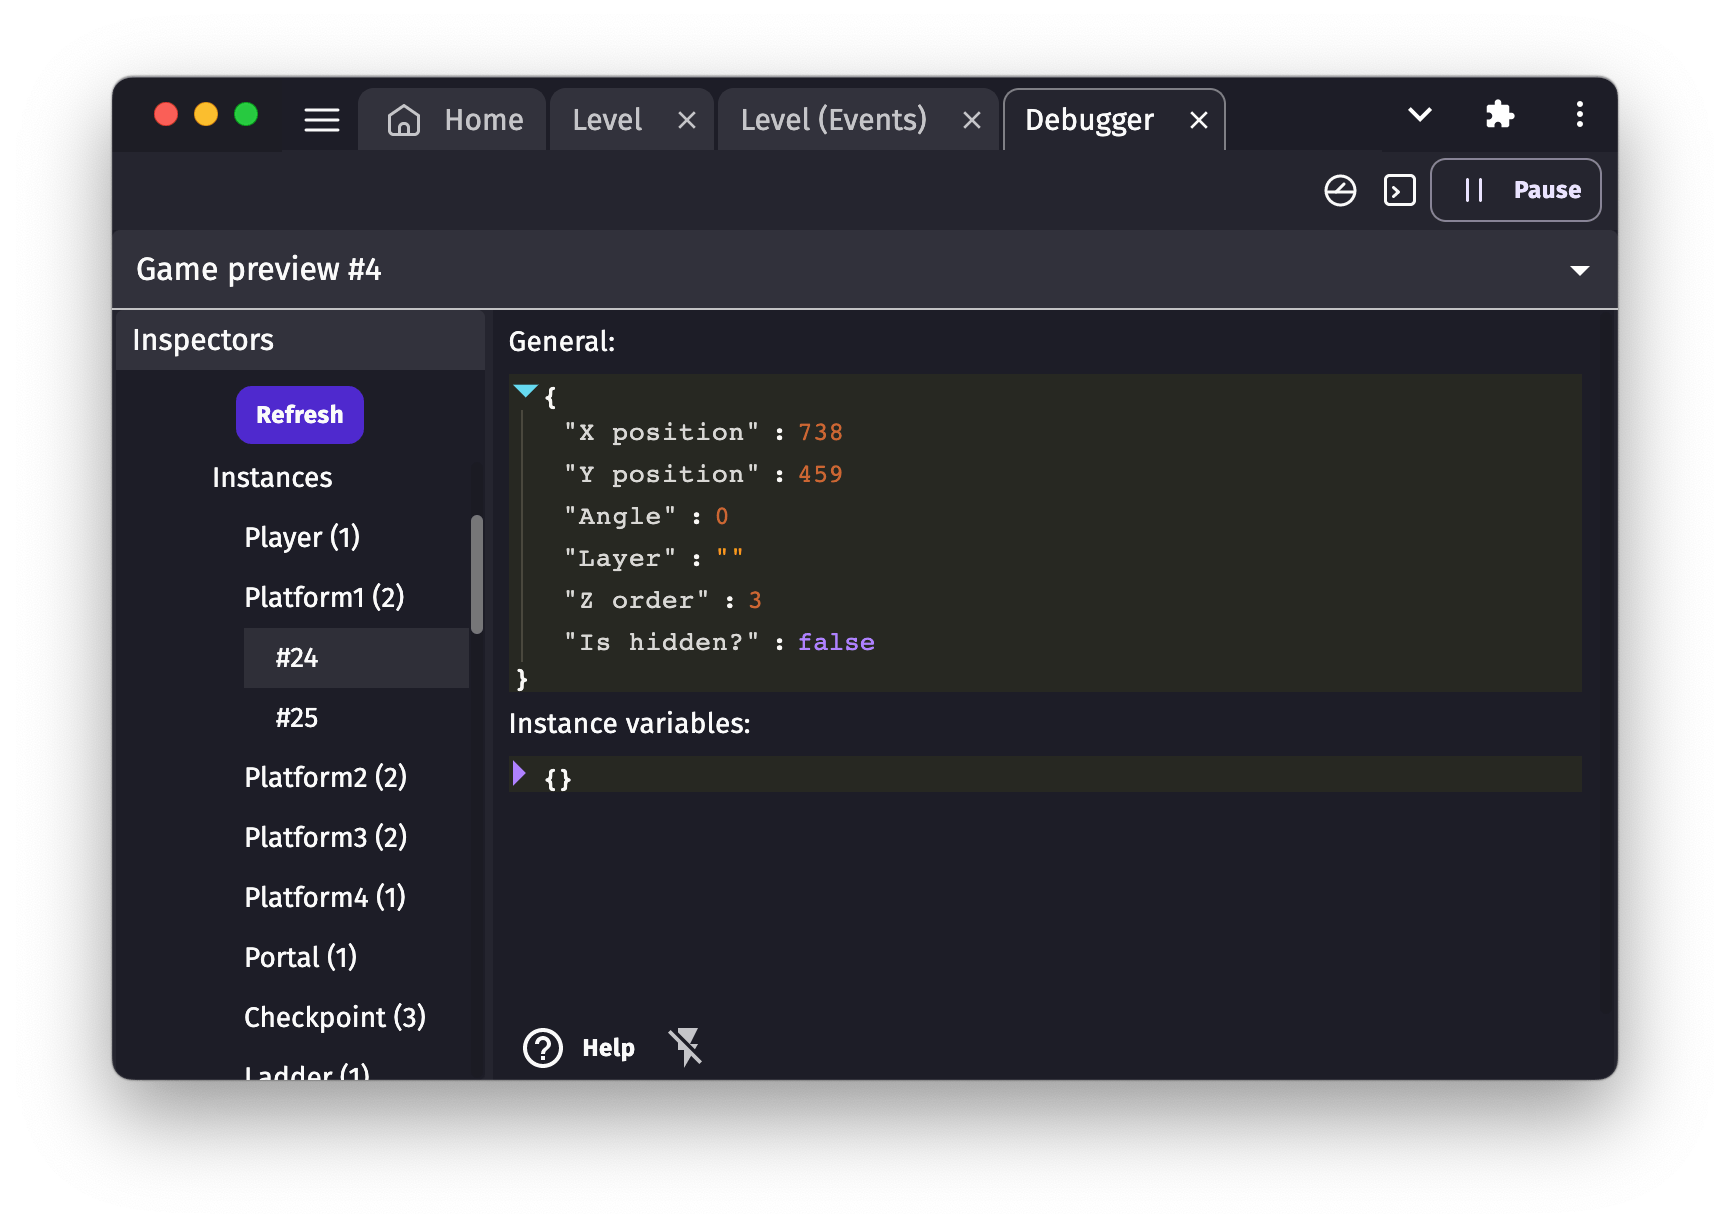 Home
Level
Level (Events)
Debugger
Pause
Game preview #4
Inspectors
Refresh
Instances
Player (1)
Platform1 (2)
#24
#25
Platform2 (2)
Platform3 (2)
Platform4 (1)
Portal (1)
Checkpoint (3)
Ladder (1)
General:
{
"X position" : 738
"Y position" : 459
"Angle" : 0
"Layer" : ""
"Z order" : 3
"Is hidden?" : false
}
Instance variables:
{}
Help